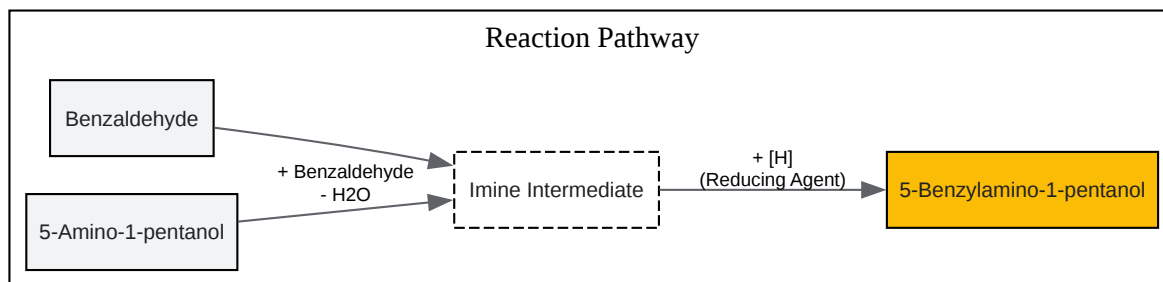 Reaction Pathway
Benzaldehyde
+ Benzaldehyde
- H2O
5-Amino-1-pentanol
Imine Intermediate
+ [H]
(Reducing Agent)
5-Benzylamino-1-pentanol